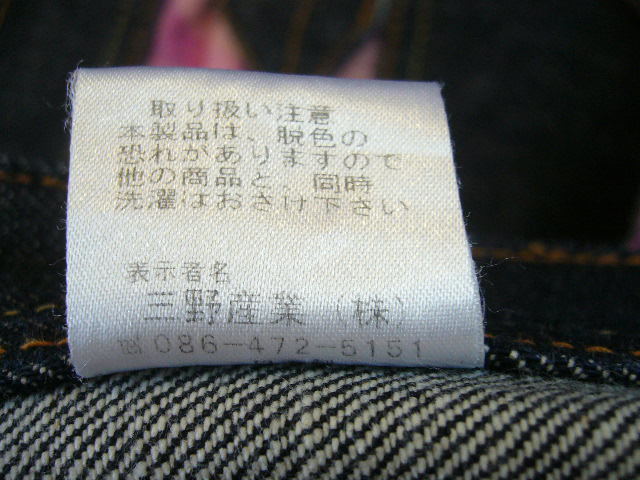 取り扱い注意
本製品は、脱色の
恐れがありますので
他の商品と、同時
洗濯はおさけ下さい
表示者名
三野産業（株）
☎086-472-5151